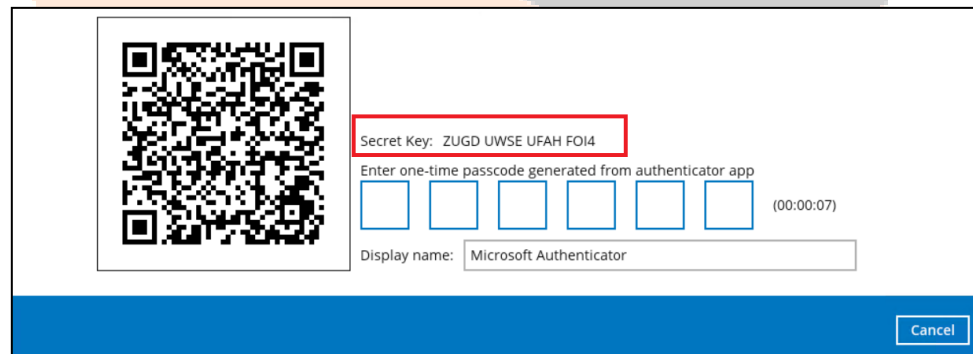 Secret Key: ZUGD UWSE UFAH FOI4
Enter one-time passcode generated from authenticator app
(00:00:07)
Display name: Microsoft Authenticator
Cancel